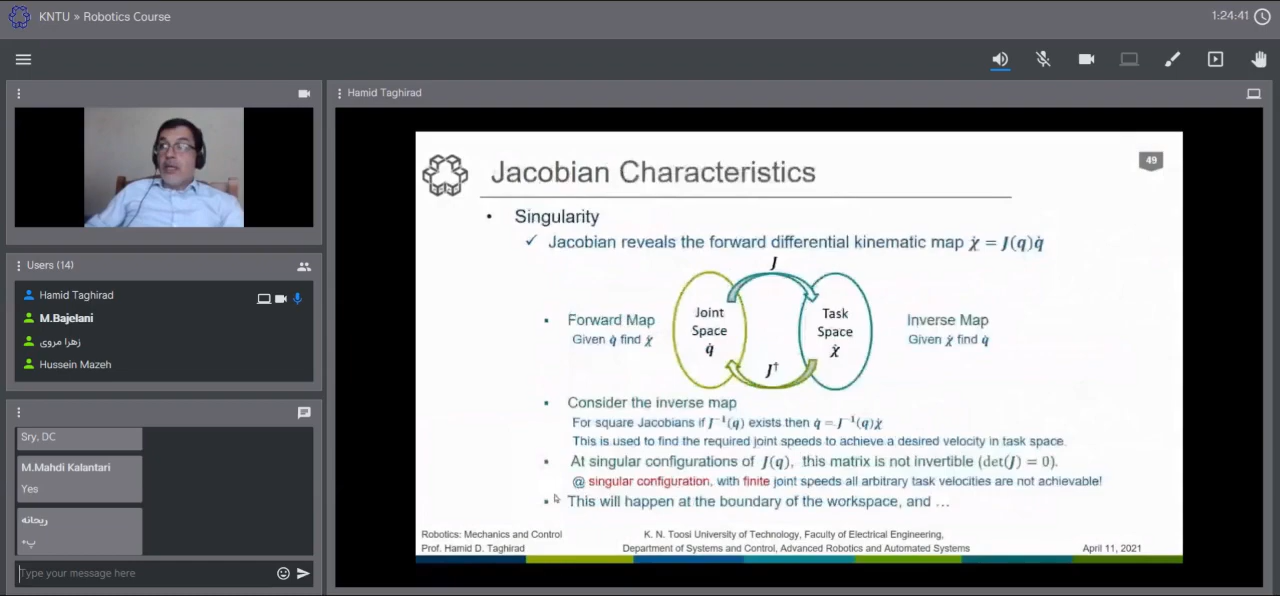 KNTU » Robotics Course
1:24:41
Hamid Taghirad
Users (14)
Hamid Taghirad
M.Bajelani
زهرا مروی
Hussein Mazeh
Sry, DC
M.Mahdi Kalantari
Yes
ریحانه
پ+
Type your message here
Jacobian Characteristics
49
• Singularity
✓ Jacobian reveals the forward differential kinematic map χ̇ = J(q)q̇
J
Joint
Space
q̇
Task
Space
χ̇
J†
▪ Forward Map
Given q̇ find χ̇
Inverse Map
Given χ̇ find q̇
▪ Consider the inverse map
For square Jacobians if J⁻¹(q) exists then q̇ = J⁻¹(q)χ̇
This is used to find the required joint speeds to achieve a desired velocity in task space.
▪ At singular configurations of J(q), this matrix is not invertible (det(J) = 0).
@ singular configuration, with finite joint speeds all arbitrary task velocities are not achievable!
▪ This will happen at the boundary of the workspace, and …
Robotics: Mechanics and Control
Prof. Hamid D. Taghirad
K. N. Toosi University of Technology, Faculty of Electrical Engineering,
Department of Systems and Control, Advanced Robotics and Automated Systems
April 11, 2021